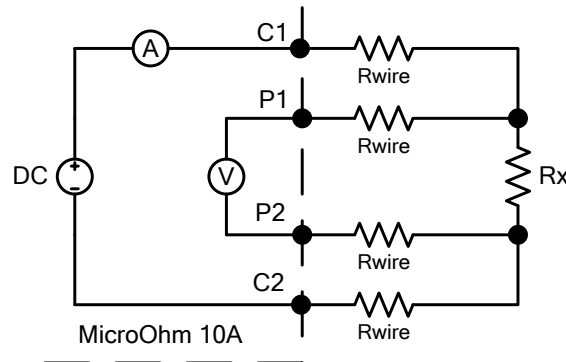 C1
A
Rwire
P1
Rwire
DC
+
-
V
Rx
P2
Rwire
C2
Rwire
MicroOhm 10A